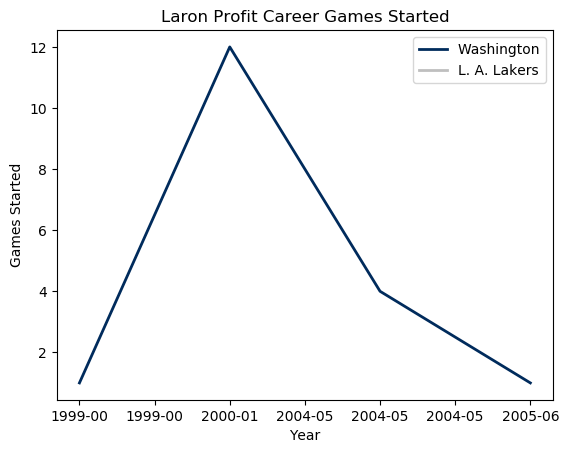 Laron Profit Career Games Started
Washington
L. A. Lakers
12
10
8
6
4
2
Games Started
1999-00 1999-00 2000-01 2004-05 2004-05 2004-05 2005-06
Year